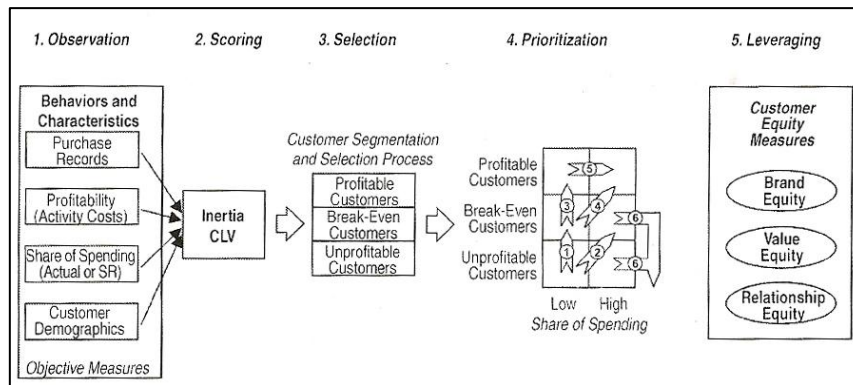 1. Observation
2. Scoring
3. Selection
4. Prioritization
5. Leveraging
Behaviors and
Characteristics
Purchase
Records
Profitability
(Activity Costs)
Share of Spending
(Actual or SR)
Customer
Demographics
Objective Measures
Inertia
CLV
Customer Segmentation
and Selection Process
Profitable
Customers
Break-Even
Customers
Unprofitable
Customers
Profitable
Customers
Break-Even
Customers
Unprofitable
Customers
5
3
4
6
1
2
6
Low
High
Share of Spending
Customer
Equity
Measures
Brand
Equity
Value
Equity
Relationship
Equity